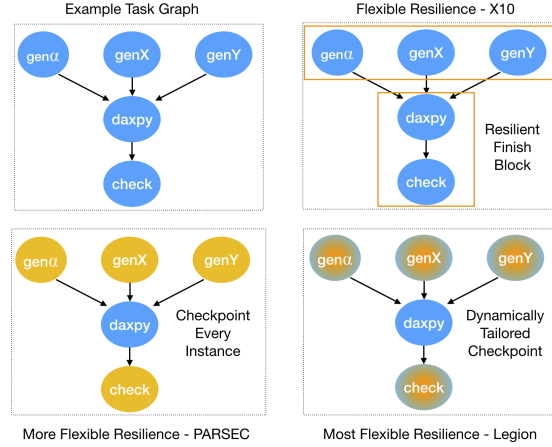 Example Task Graph
genα
genX
genY
daxpy
check
Flexible Resilience - X10
genα
genX
genY
daxpy
check
Resilient
Finish
Block
genα
genX
genY
daxpy
check
Checkpoint
Every
Instance
More Flexible Resilience - PARSEC
genα
genX
genY
daxpy
check
Dynamically
Tailored
Checkpoint
Most Flexible Resilience - Legion